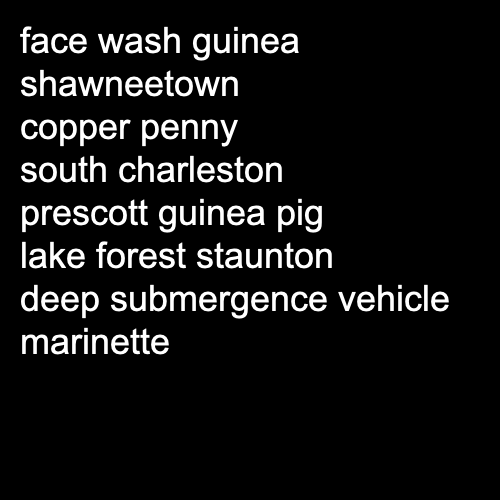 face wash guinea
shawneetown
copper penny
south charleston
prescott guinea pig
lake forest staunton
deep submergence vehicle
marinette